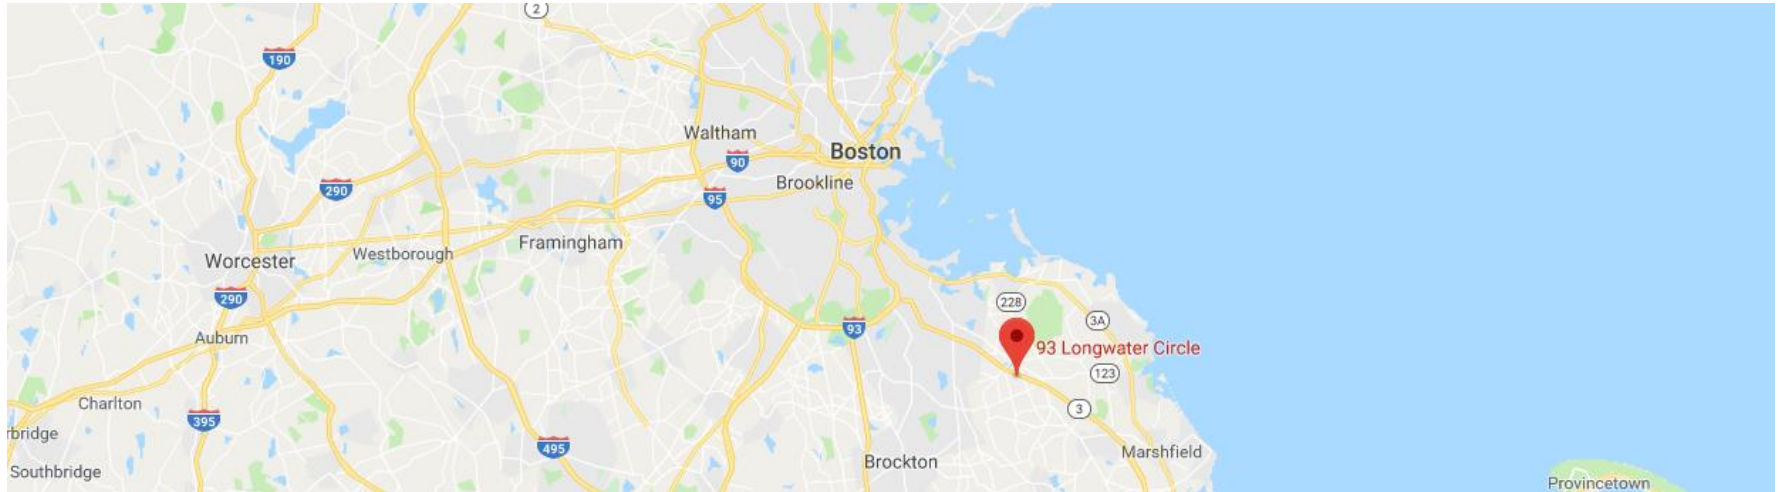 2
190
Waltham
90
Boston
290
Brookline
95
Framingham
Westborough
Worcester
290
228
3A
93
Auburn
93 Longwater Circle
123
Charlton
3
395
rbridge
495
Marshfield
Brockton
Southbridge
Provincetown